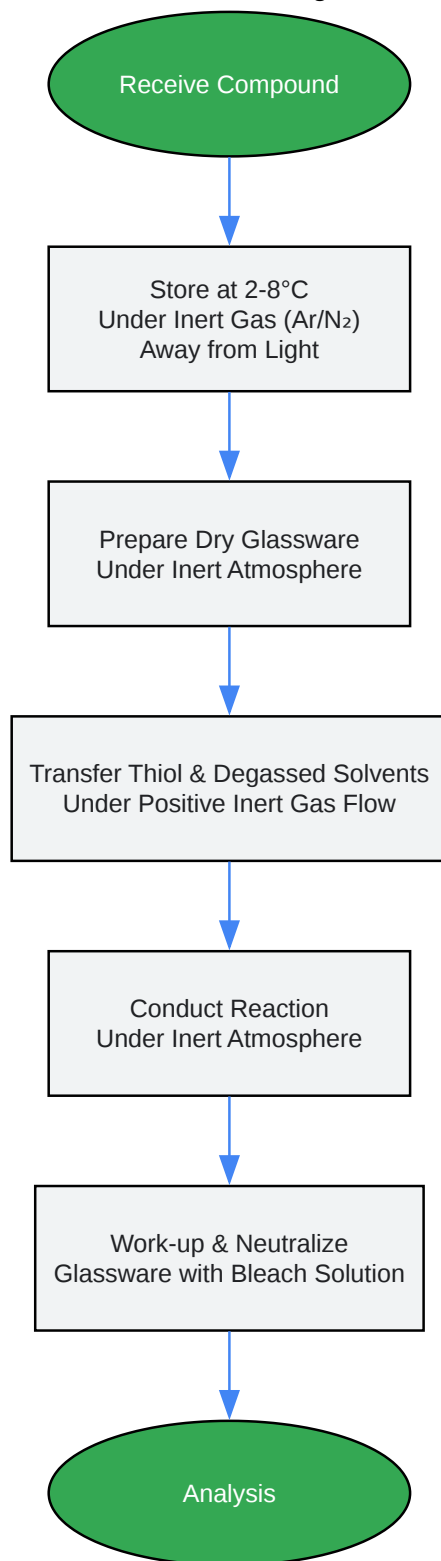 Receive Compound
Store at 2-8°C
Under Inert Gas (Ar/N₂)
Away from Light
Prepare Dry Glassware
Under Inert Atmosphere
Transfer Thiol & Degassed Solvents
Under Positive Inert Gas Flow
Conduct Reaction
Under Inert Atmosphere
Work-up & Neutralize
Glassware with Bleach Solution
Analysis